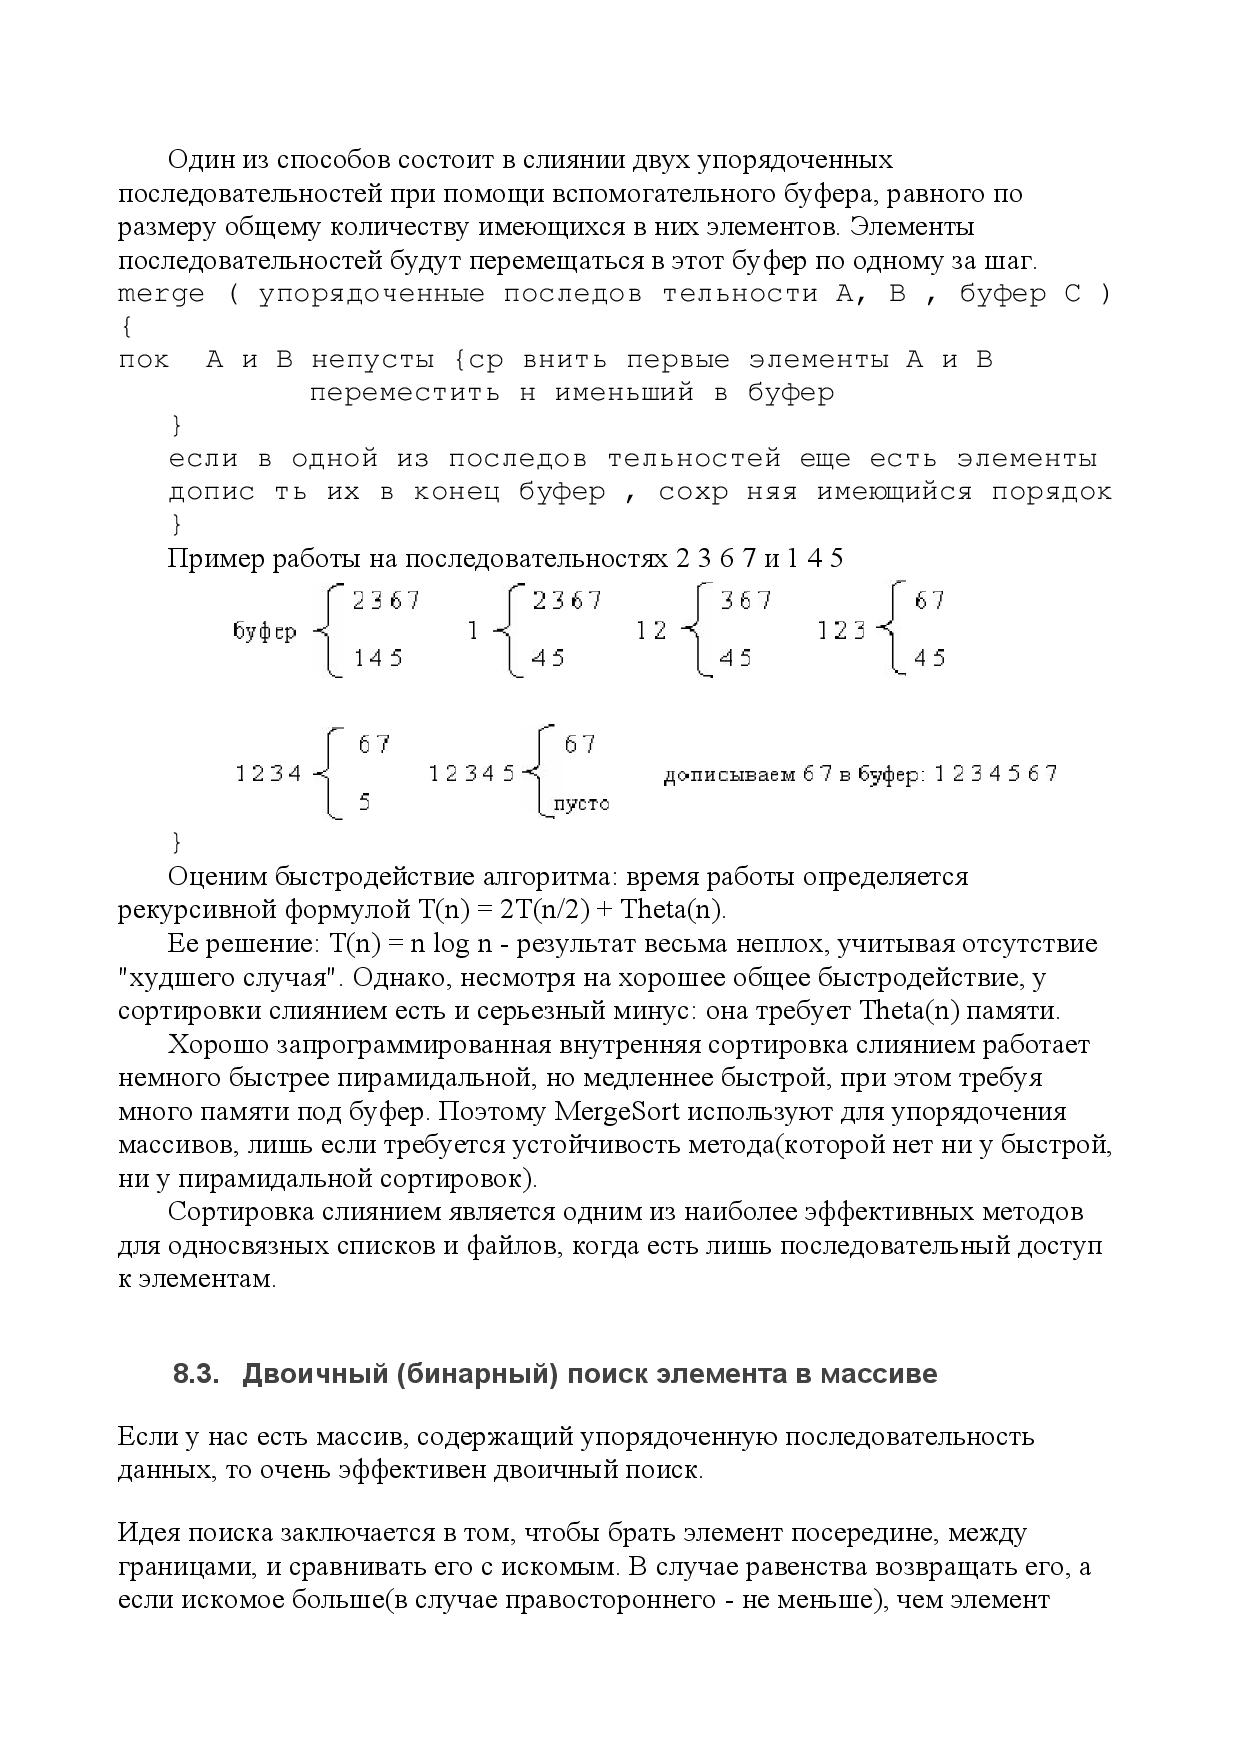 Один из способов состоит в слиянии двух упорядоченных
последовательностей при помощи вспомогательного буфера, равного по
размеру общему количеству имеющихся в них элементов. Элементы
последовательностей будут перемещаться в этот буфер по одному за шаг.
merge ( упорядоченные последов тельности A, B , буфер C )
{
пок  A и B непусты {ср внить первые элементы A и B
переместить н именьший в буфер
}
если в одной из последов тельностей еще есть элементы
допис ть их в конец буфер , сохр няя имеющийся порядок
}
Пример работы на последовательностях 2 3 6 7 и 1 4 5
2 3 6 7 2 3 6 7 3 6 7 6 7
буфер 1 1 2 1 2 3
1 4 5 4 5 4 5 4 5
6 7 6 7
1 2 3 4 1 2 3 4 5 дописываем 6 7 в буфер: 1 2 3 4 5 6 7
5 пусто
}
Оценим быстродействие алгоритма: время работы определяется
рекурсивной формулой T(n) = 2T(n/2) + Theta(n).
Ее решение: T(n) = n log n - результат весьма неплох, учитывая отсутствие
"худшего случая". Однако, несмотря на хорошее общее быстродействие, у
сортировки слиянием есть и серьезный минус: она требует Theta(n) памяти.
Хорошо запрограммированная внутренняя сортировка слиянием работает
немного быстрее пирамидальной, но медленнее быстрой, при этом требуя
много памяти под буфер. Поэтому MergeSort используют для упорядочения
массивов, лишь если требуется устойчивость метода(которой нет ни у быстрой,
ни у пирамидальной сортировок).
Сортировка слиянием является одним из наиболее эффективных методов
для односвязных списков и файлов, когда есть лишь последовательный доступ
к элементам.
8.3. Двоичный (бинарный) поиск элемента в массиве
Если у нас есть массив, содержащий упорядоченную последовательность
данных, то очень эффективен двоичный поиск.
Идея поиска заключается в том, чтобы брать элемент посередине, между
границами, и сравнивать его с искомым. В случае равенства возвращать его, а
если искомое больше(в случае правостороннего - не меньше), чем элемент